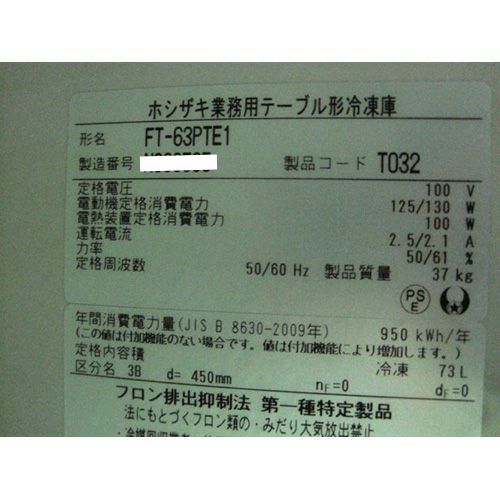 ホシザキ業務用テーブル形冷凍庫
形名 FT-63PTE1
製造番号 製品コード T032
定格電圧 100 V
電動機定格消費電力 125/130 W
電熱装置定格消費電力 100 W
運転電流 2.5/2.1 A
力率 50/61 %
定格周波数 50/60 Hz 製品質量 37 kg
PS E
年間消費電力量(JIS B 8630-2009年) 950 kWh/年
(この値は付加機能のない場合です。値は付加機能により増加します。)
定格内容積 冷凍 73 L
区分名 3B d= 450mm nF=0 dF=0
フロン排出抑制法 第一種特定製品
法にもとづくフロン類の・みだり大気放出禁止